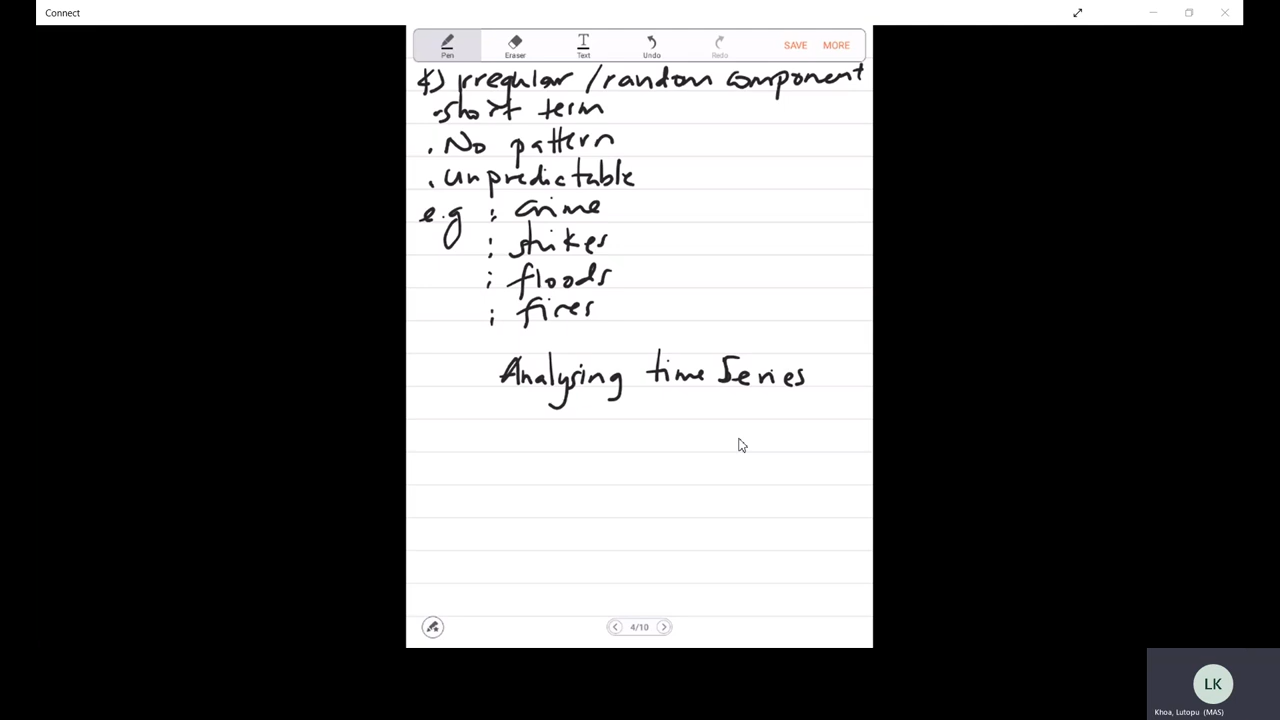 Connect
Pen
Eraser
Text
Undo
Redo
SAVE
MORE
4) Irregular / random component
. short term
. No pattern
. unpredictable
e.g : crime
: strikes
: floods
: fires
Analysing time Series
4/10
LK
Khoa, Lutopu (MAS)